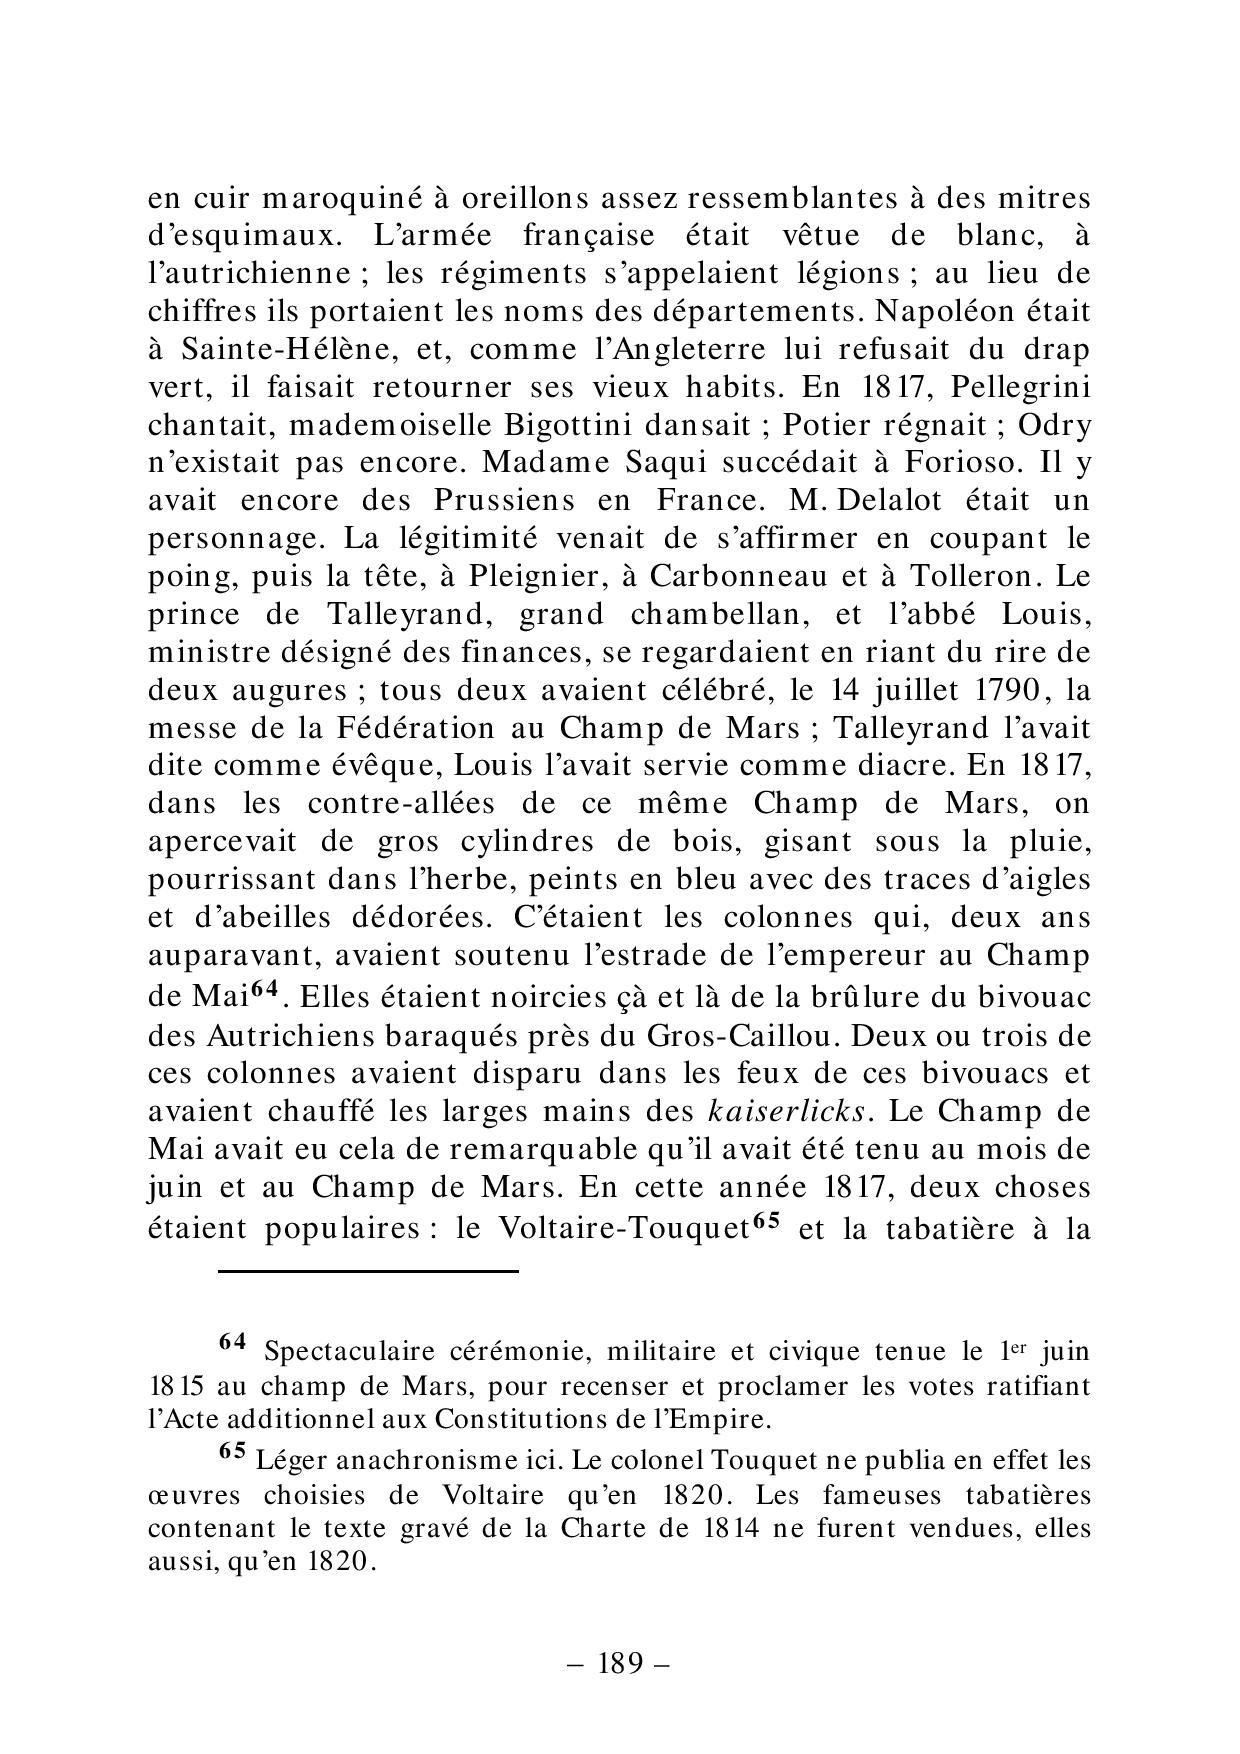 en cuir maroquiné à oreillons assez ressemblantes à des mitres
d’esquimaux. L’armée française était vêtue de blanc, à
l’autrichienne ; les régiments s’appelaient légions ; au lieu de
chiffres ils portaient les noms des départements. Napoléon était
à Sainte-Hélène, et, comme l’Angleterre lui refusait du drap
vert, il faisait retourner ses vieux habits. En 1817, Pellegrini
chantait, mademoiselle Bigottini dansait ; Potier régnait ; Odry
n’existait pas encore. Madame Saqui succédait à Forioso. Il y
avait encore des Prussiens en France. M. Delalot était un
personnage. La légitimité venait de s’affirmer en coupant le
poing, puis la tête, à Pleignier, à Carbonneau et à Tolleron. Le
prince de Talleyrand, grand chambellan, et l’abbé Louis,
ministre désigné des finances, se regardaient en riant du rire de
deux augures ; tous deux avaient célébré, le 14 juillet 1790, la
messe de la Fédération au Champ de Mars ; Talleyrand l’avait
dite comme évêque, Louis l’avait servie comme diacre. En 1817,
dans les contre-allées de ce même Champ de Mars, on
apercevait de gros cylindres de bois, gisant sous la pluie,
pourrissant dans l’herbe, peints en bleu avec des traces d’aigles
et d’abeilles dédorées. C’étaient les colonnes qui, deux ans
auparavant, avaient soutenu l’estrade de l’empereur au Champ
de Mai64. Elles étaient noircies çà et là de la brûlure du bivouac
des Autrichiens baraqués près du Gros-Caillou. Deux ou trois de
ces colonnes avaient disparu dans les feux de ces bivouacs et
avaient chauffé les larges mains des kaiserlicks. Le Champ de
Mai avait eu cela de remarquable qu’il avait été tenu au mois de
juin et au Champ de Mars. En cette année 1817, deux choses
étaient populaires : le Voltaire-Touquet65 et la tabatière à la
64 Spectaculaire cérémonie, militaire et civique tenue le 1er juin
1815 au champ de Mars, pour recenser et proclamer les votes ratifiant
l’Acte additionnel aux Constitutions de l’Empire.
65 Léger anachronisme ici. Le colonel Touquet ne publia en effet les
œuvres choisies de Voltaire qu’en 1820. Les fameuses tabatières
contenant le texte gravé de la Charte de 1814 ne furent vendues, elles
aussi, qu’en 1820.
– 189 –